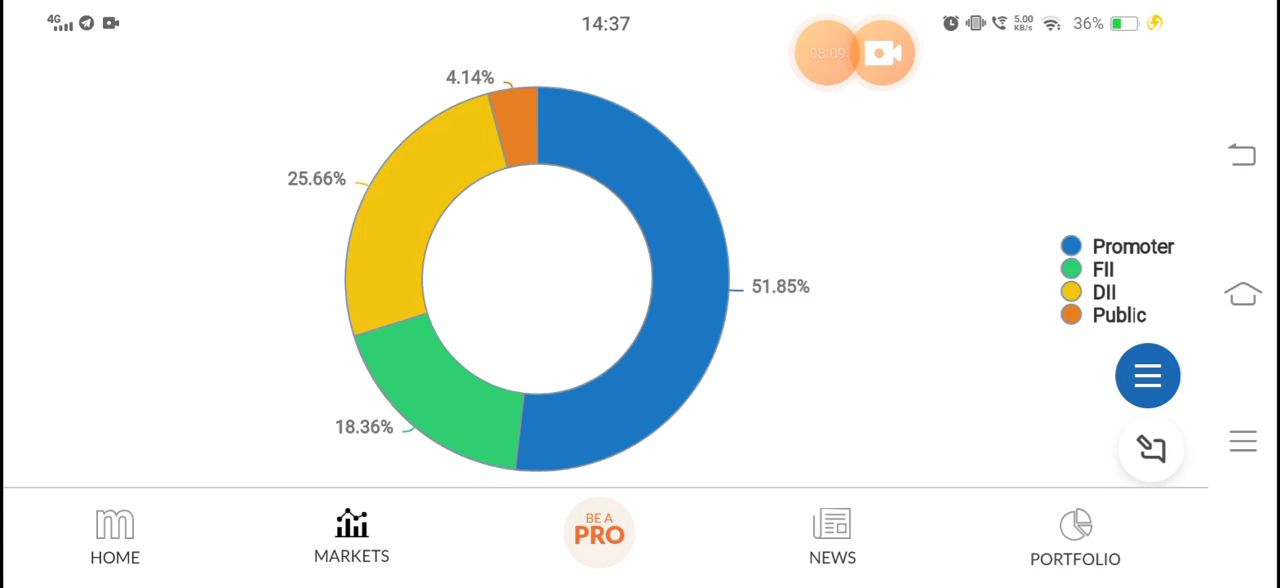 4G 14:37 5.00 KB/s 36%
08:09
4.14%
25.66%
51.85%
18.36%
Promoter
FII
DII
Public
BE A
PRO
HOME
MARKETS
NEWS
PORTFOLIO